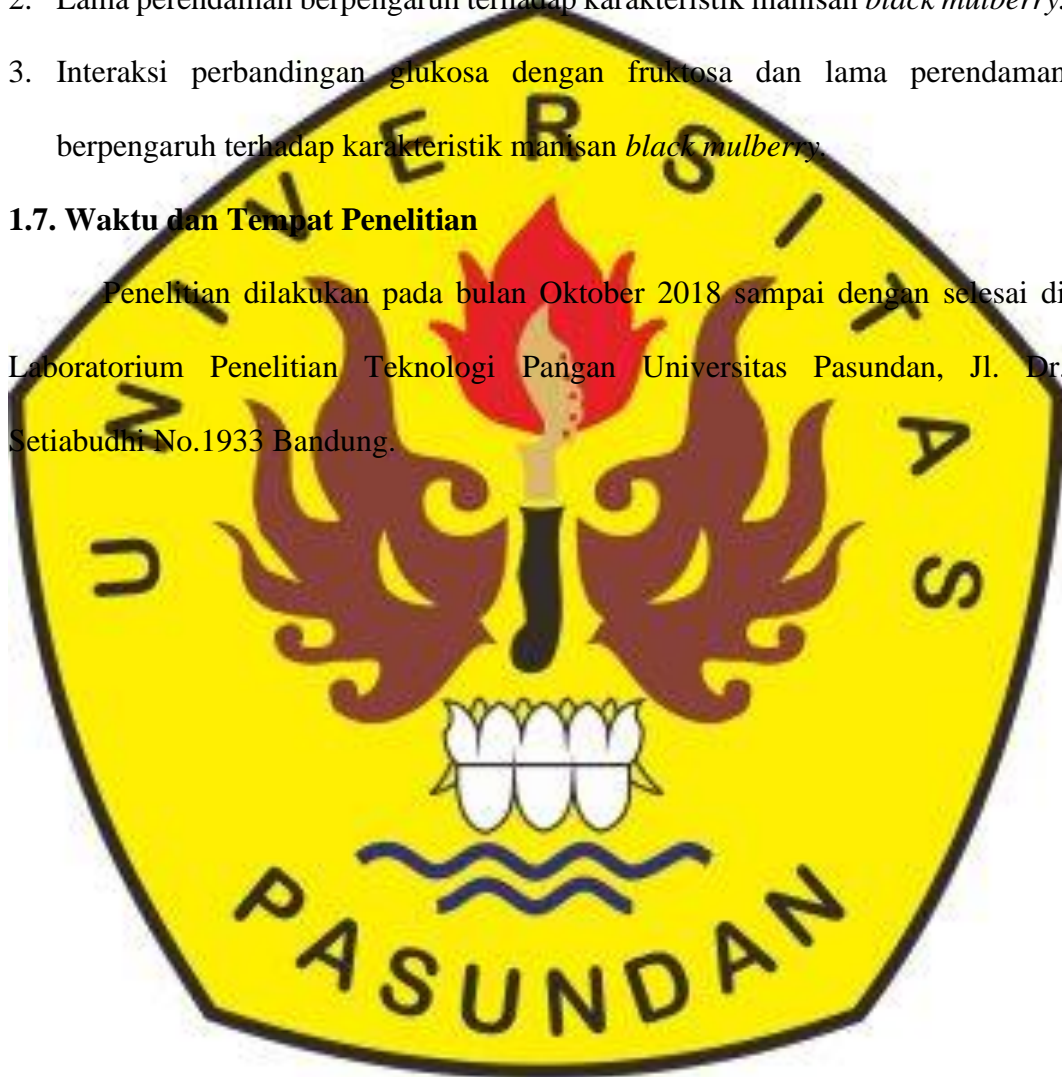 2. Lama perendaman berpengaruh terhadap karakteristik manisan black mulberry.
3. Interaksi perbandingan glukosa dengan fruktosa dan lama perendaman
berpengaruh terhadap karakteristik manisan black mulberry.
1.7. Waktu dan Tempat Penelitian
Penelitian dilakukan pada bulan Oktober 2018 sampai dengan selesai di
Laboratorium Penelitian Teknologi Pangan Universitas Pasundan, Jl. Dr.
Setiabudhi No.1933 Bandung.
UNIVERSITAS
PASUNDAN